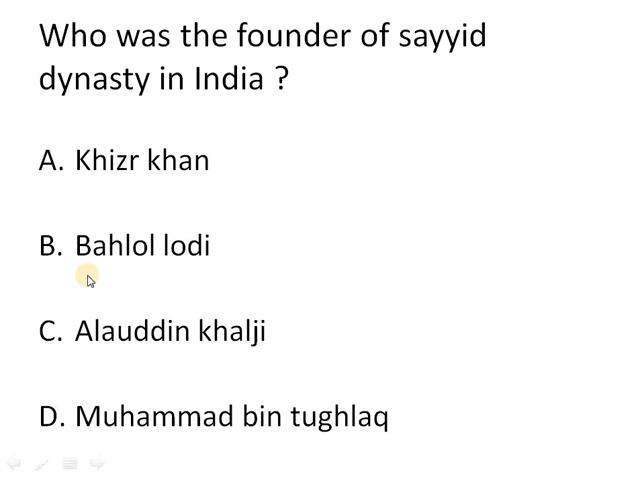 Who was the founder of sayyid
dynasty in India ?
A. Khizr khan
B. Bahlol lodi
C. Alauddin khalji
D. Muhammad bin tughlaq